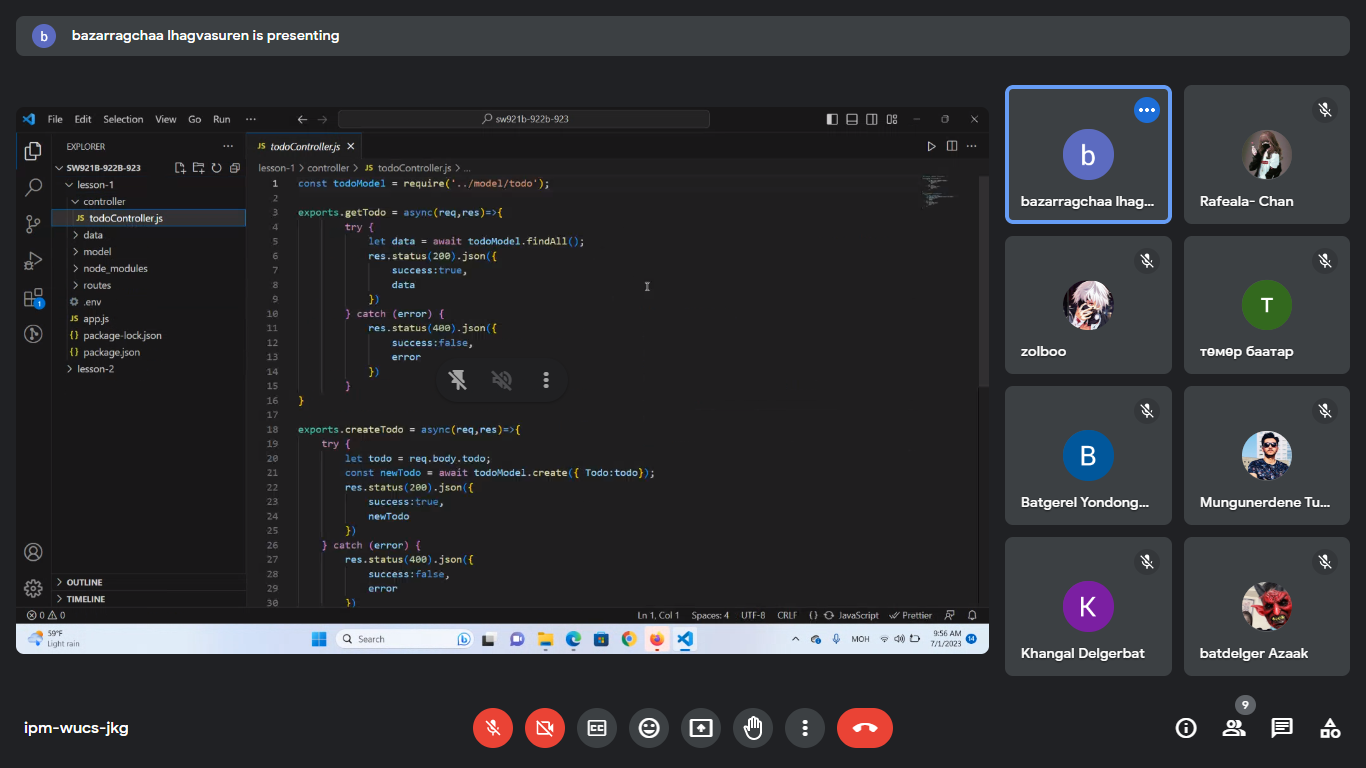 b
bazarragchaa lhagvasuren is presenting
File Edit Selection View Go Run ···
sw921b-922b-923
EXPLORER
SW921B-922B-923
lesson-1
controller
JS todoController.js
data
model
node_modules
routes
.env
JS app.js
{} package-lock.json
{} package.json
lesson-2
OUTLINE
TIMELINE
1
JS todoController.js
lesson-1 > controller > JS todoController.js > ...
1 const todoModel = require('../model/todo');
2
3 exports.getTodo = async(req,res)=>{
4 try {
5 let data = await todoModel.findAll();
6 res.status(200).json({
7 success:true,
8 data
9 })
10 } catch (error) {
11 res.status(400).json({
12 success:false,
13 error
14 })
15 }
16 }
17
18 exports.createTodo = async(req,res)=>{
19 try {
20 let todo = req.body.todo;
21 const newTodo = await todoModel.create({ Todo:todo});
22 res.status(200).json({
23 success:true,
24 newTodo
25 })
26 } catch (error) {
27 res.status(400).json({
28 success:false,
29 error
30 })
0 0 Ln 1, Col 1 Spaces: 4 UTF-8 CRLF {} JavaScript Prettier
59°F
Light rain
Search
МОН
9:56 AM
7/1/2023
14
b
bazarragchaa lhag...
Rafeala- Chan
zolboo
Т
төмөр баатар
B
Batgerel Yondong...
Mungunerdene Tu...
K
Khangal Delgerbat
batdelger Azaak
ipm-wucs-jkg
CC
9